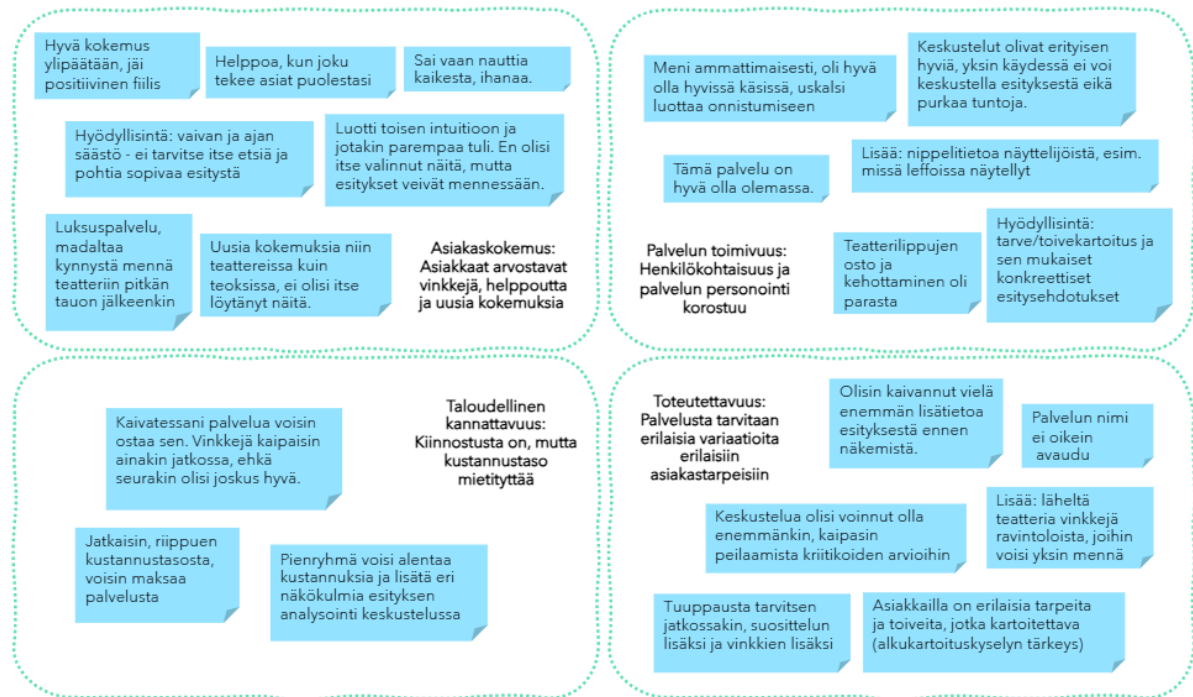 Hyvä kokemus
ylipäätään, jäi
positiivinen fiilis
Helppoa, kun joku
tekee asiat puolestasi
Sai vaan nauttia
kaikesta, ihanaa.
Hyödyllisintä: vaivan ja ajan
säästö - ei tarvitse itse etsiä ja
pohtia sopivaa esitystä
Luotti toisen intuitioon ja
jotakin parempaa tuli. En olisi
itse valinnut näitä, mutta
esitykset veivät mennessään.
Luksuspalvelu,
madaltaa
kynnystä mennä
teatteriin pitkän
tauon jälkeenkin
Uusia kokemuksia niin
teattereissa kuin
teoksissa, ei olisi itse
löytänyt näitä.
Asiakaskokemus:
Asiakkaat arvostavat
vinkkejä, helppoutta
ja uusia kokemuksia
Meni ammattimaisesti, oli hyvä
olla hyvissä käsissä, uskalsi
luottaa onnistumiseen
Keskustelut olivat erityisen
hyviä, yksin käydessä ei voi
keskustella esityksestä eikä
purkaa tuntoja.
Tämä palvelu on
hyvä olla olemassa.
Lisää: nippelitietoa näyttelijöistä, esim.
missä leffoissa näytellyt
Palvelun toimivuus:
Henkilökohtaisuus ja
palvelun personointi
korostuu
Teatterilippujen
osto ja
kehottaminen oli
parasta
Hyödyllisintä:
tarve/toivekartoitus ja
sen mukaiset
konkreettiset
esitysehdotukset
Kaivatessani palvelua voisin
ostaa sen. Vinkkejä kaipaisin
ainakin jatkossa, ehkä
seurakin olisi joskus hyvä.
Taloudellinen
kannattavuus:
Kiinnostusta on, mutta
kustannustaso
mietityttää
Jatkaisin, riippuen
kustannustasosta,
voisin maksaa
palvelusta
Pienryhmä voisi alentaa
kustannuksia ja lisätä eri
näkökulmia esityksen
analysointi keskustelussa
Toteutettavuus:
Palvelusta tarvitaan
erilaisia variaatioita
erilaisiin
asiakastarpeisiin
Olisin kaivannut vielä
enemmän lisätietoa
esityksestä ennen
näkemistä.
Palvelun nimi
ei oikein
avaudu
Keskustelua olisi voinnut olla
enemmänkin, kaipasin
peilaamista kriitikoiden arvioihin
Lisää: läheltä
teatteria vinkkejä
ravintoloista, joihin
voisi yksin mennä
Tuuppausta tarvitsen
jatkossakin, suosittelun
lisäksi ja vinkkien lisäksi
Asiakkailla on erilaisia tarpeita
ja toiveita, jotka kartoitettava
(alkukartoituskyselyn tärkeys)